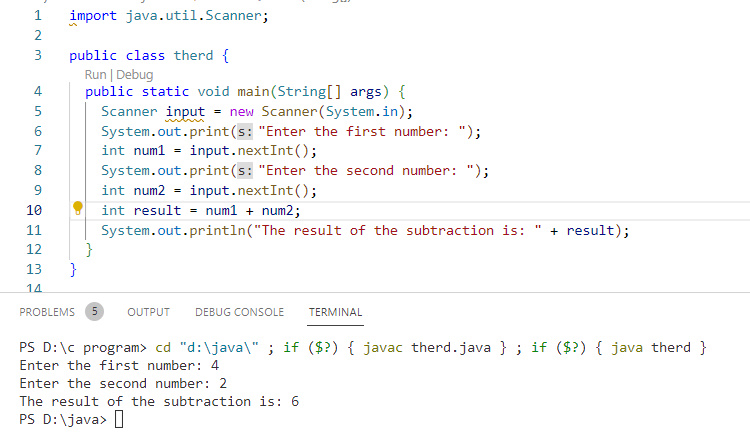 1 import java.util.Scanner;
2
3 public class therd {
Run | Debug
4 public static void main(String[] args) {
5 Scanner input = new Scanner(System.in);
6 System.out.print(s: "Enter the first number: ");
7 int num1 = input.nextInt();
8 System.out.print(s: "Enter the second number: ");
9 int num2 = input.nextInt();
10 int result = num1 + num2;
11 System.out.println("The result of the subtraction is: " + result);
12 }
13 }
14
PROBLEMS 5 OUTPUT DEBUG CONSOLE TERMINAL
PS D:\c program> cd "d:\java\" ; if ($?) { javac therd.java } ; if ($?) { java therd }
Enter the first number: 4
Enter the second number: 2
The result of the subtraction is: 6
PS D:\java>